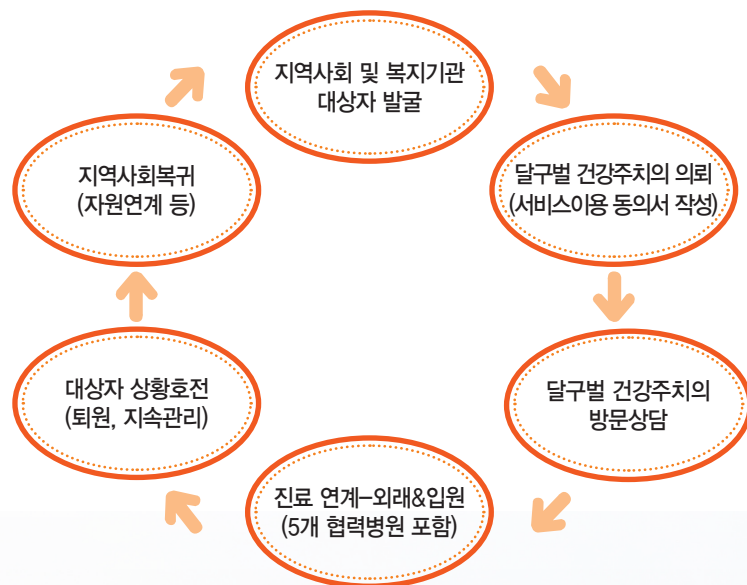 지역사회 및 복지기관
대상자 발굴
달구벌 건강주치의 의뢰
(서비스이용 동의서 작성)
달구벌 건강주치의
방문상담
진료 연계-외래&입원
(5개 협력병원 포함)
대상자 상황호전
(퇴원, 지속관리)
지역사회복귀
(자원연계 등)